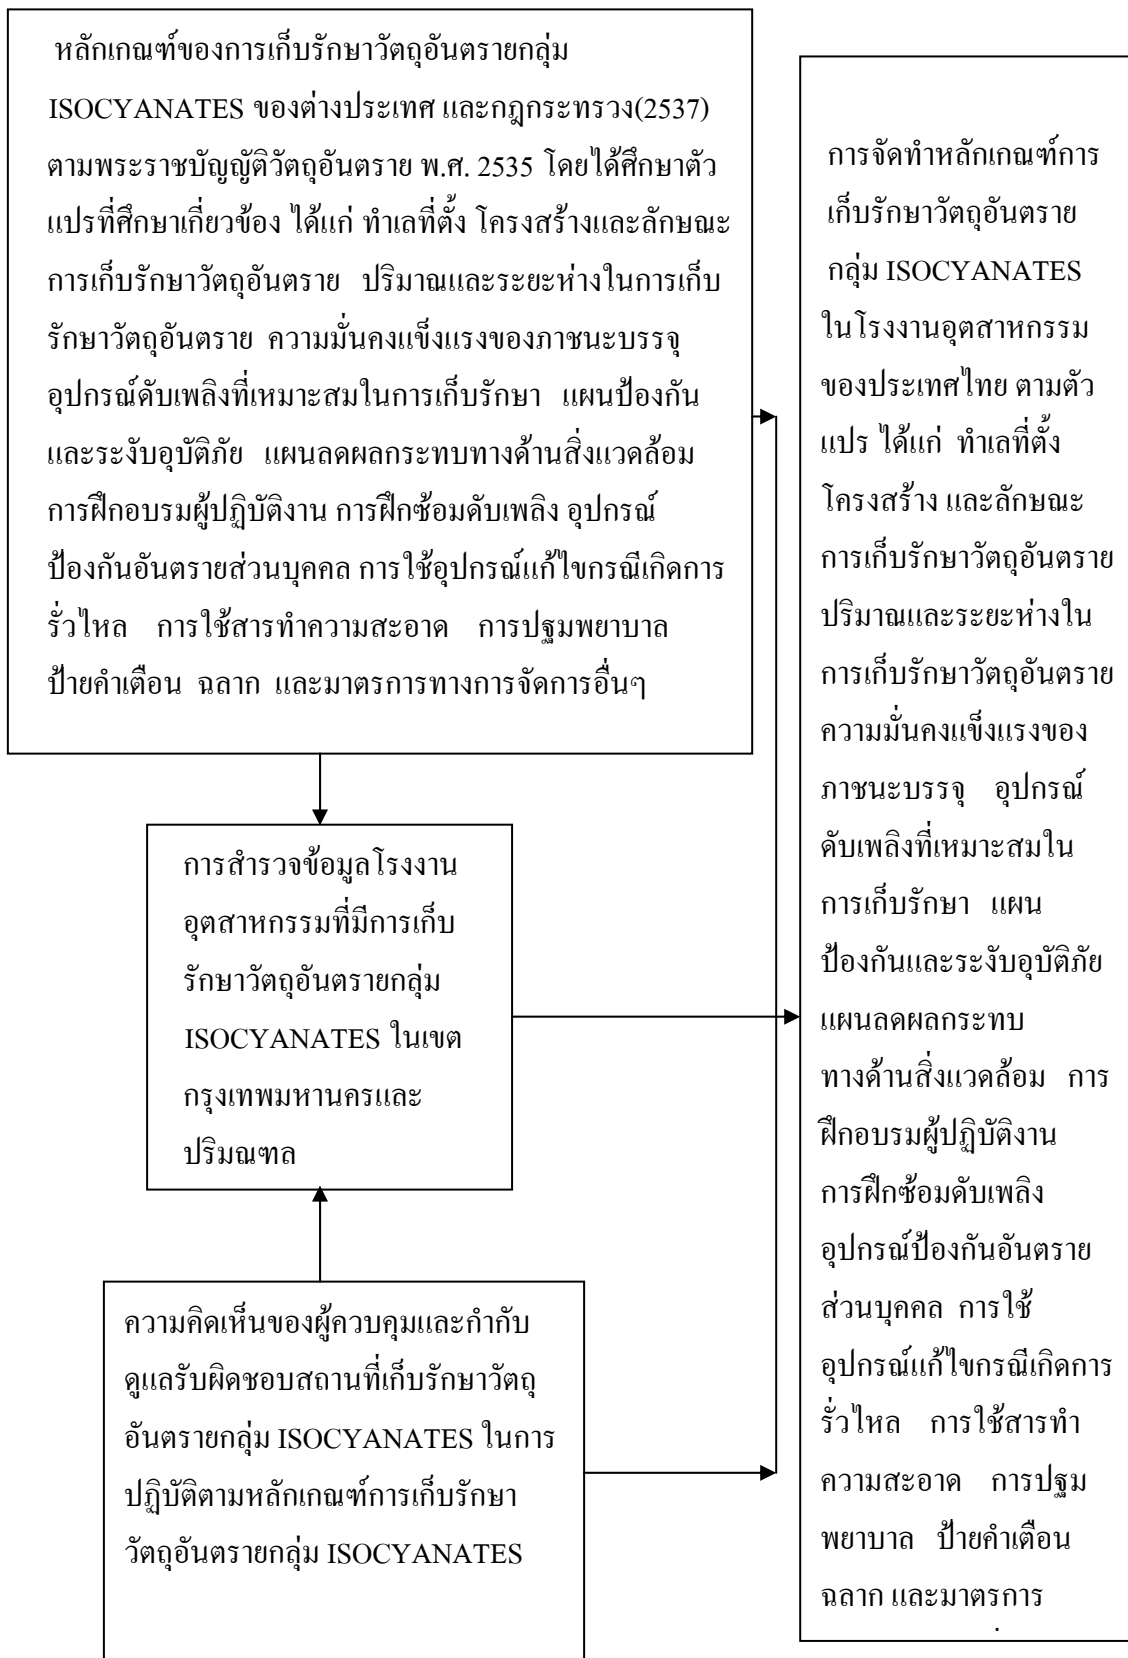 หลักเกณฑ์ของการเก็บรักษาวัตถุอันตรายกลุ่ม
ISOCYANATES ของต่างประเทศ และกฎกระทรวง(2537)
ตามพระราชบัญญัติวัตถุอันตราย พ.ศ. 2535 โดยได้ศึกษาตัว
แปรที่ศึกษาเกี่ยวข้อง ได้แก่ ทำเลที่ตั้ง โครงสร้างและลักษณะ
การเก็บรักษาวัตถุอันตราย ปริมาณและระยะห่างในการเก็บ
รักษาวัตถุอันตราย ความมั่นคงแข็งแรงของภาชนะบรรจุ
อุปกรณ์ดับเพลิงที่เหมาะสมในการเก็บรักษา แผนป้องกัน
และระงับอุบัติภัย แผนลดผลกระทบทางด้านสิ่งแวดล้อม
การฝึกอบรมผู้ปฏิบัติงาน การฝึกซ้อมดับเพลิง อุปกรณ์
ป้องกันอันตรายส่วนบุคคล การใช้อุปกรณ์แก้ไขกรณีเกิดการ
รั่วไหล การใช้สารทำความสะอาด การปฐมพยาบาล
ป้ายคำเตือน ฉลาก และมาตรการทางการจัดการอื่นๆ
การสำรวจข้อมูลโรงงาน
อุตสาหกรรมที่มีการเก็บ
รักษาวัตถุอันตรายกลุ่ม
ISOCYANATES ในเขต
กรุงเทพมหานครและ
ปริมณฑล
ความคิดเห็นของผู้ควบคุมและกำกับ
ดูแลรับผิดชอบสถานที่เก็บรักษาวัตถุ
อันตรายกลุ่ม ISOCYANATES ในการ
ปฏิบัติตามหลักเกณฑ์การเก็บรักษา
วัตถุอันตรายกลุ่ม ISOCYANATES
การจัดทำหลักเกณฑ์การ
เก็บรักษาวัตถุอันตราย
กลุ่ม ISOCYANATES
ในโรงงานอุตสาหกรรม
ของประเทศไทย ตามตัว
แปร ได้แก่ ทำเลที่ตั้ง
โครงสร้าง และลักษณะ
การเก็บรักษาวัตถุอันตราย
ปริมาณและระยะห่างใน
การเก็บรักษาวัตถุอันตราย
ความมั่นคงแข็งแรงของ
ภาชนะบรรจุ อุปกรณ์
ดับเพลิงที่เหมาะสมใน
การเก็บรักษา แผน
ป้องกันและระงับอุบัติภัย
แผนลดผลกระทบ
ทางด้านสิ่งแวดล้อม การ
ฝึกอบรมผู้ปฏิบัติงาน
การฝึกซ้อมดับเพลิง
อุปกรณ์ป้องกันอันตราย
ส่วนบุคคล การใช้
อุปกรณ์แก้ไขกรณีเกิดการ
รั่วไหล การใช้สารทำ
ความสะอาด การปฐม
พยาบาล ป้ายคำเตือน
ฉลาก และมาตรการ